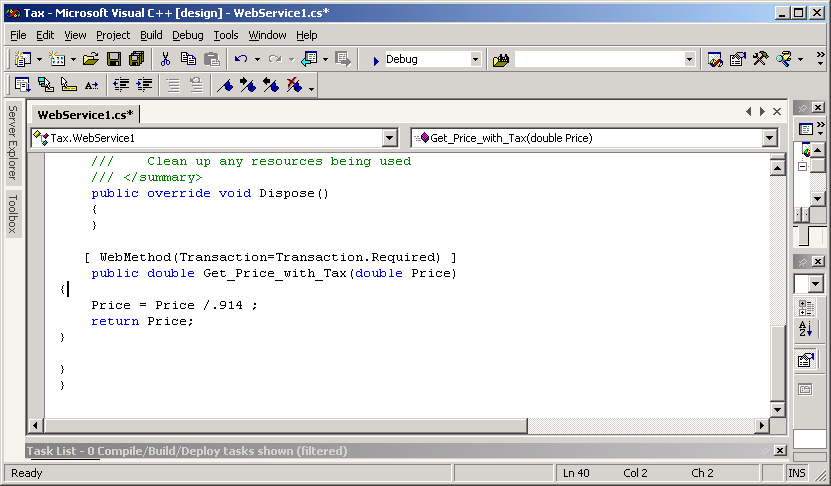 Tax - Microsoft Visual C++ [design] - WebService1.cs*
File Edit View Project Build Debug Tools Window Help
Debug
WebService1.cs*
Tax.WebService1 Get_Price_with_Tax(double Price)
Server Explorer
Toolbox
/// Clean up any resources being used
/// </summary>
public override void Dispose()
{
}
[ WebMethod(Transaction=Transaction.Required) ]
public double Get_Price_with_Tax(double Price)
{
Price = Price /.914 ;
return Price;
}
}
}
Task List - 0 Compile/Build/Deploy tasks shown (filtered)
Ready Ln 40 Col 2 Ch 2 INS